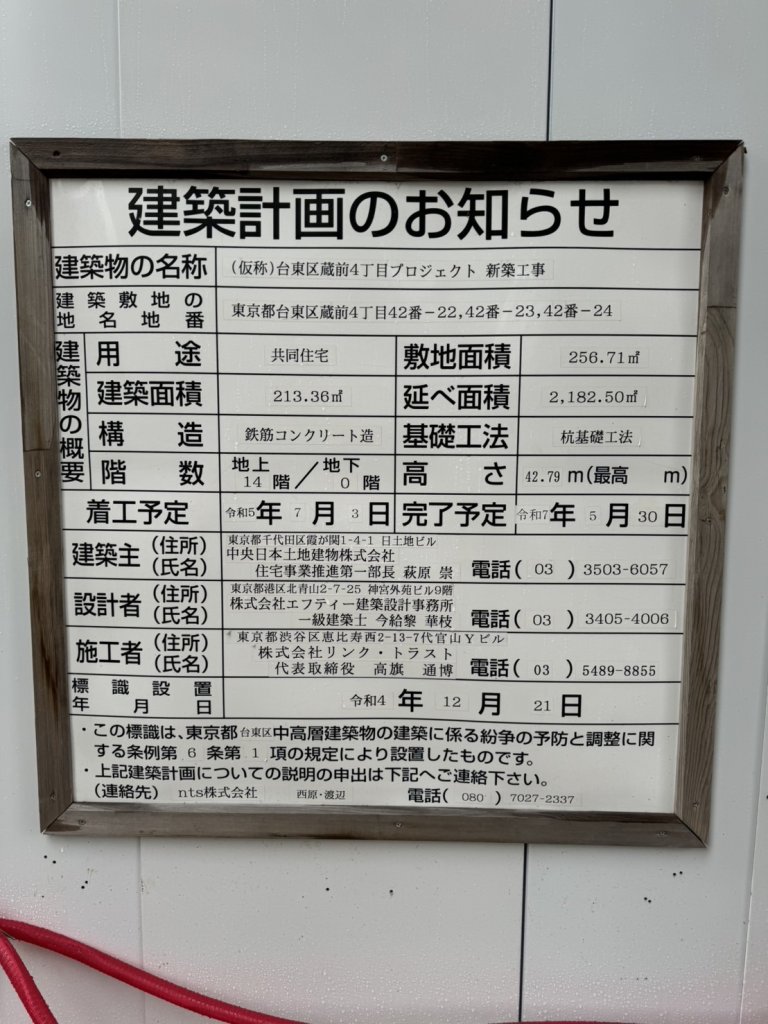 建築計画のお知らせ
建築物の名称 (仮称)台東区蔵前4丁目プロジェクト 新築工事
建築敷地の
地名地番 東京都台東区蔵前4丁目42番－22,42番－23,42番－24
建築物の概要
用途 共同住宅 敷地面積 256.71㎡
建築面積 213.36㎡ 延べ面積 2,182.50㎡
構造 鉄筋コンクリート造 基礎工法 杭基礎工法
階数 地上14階／地下0階 高さ 42.79 m(最高 m)
着工予定 令和5年 7月 3日 完了予定 令和7年 5月 30日
建築主 (住所) 東京都千代田区霞が関1-4-1 日土地ビル
(氏名) 中央日本土地建物株式会社
住宅事業推進第一部長 萩原 崇 電話( 03 ) 3503-6057
設計者 (住所) 東京都港区北青山2-7-25 神宮外苑ビル9階
(氏名) 株式会社エフティー建築設計事務所
一級建築士 今給黎 華枝 電話( 03 ) 3405-4006
施工者 (住所) 東京都渋谷区恵比寿西2-13-7代官山Yビル
(氏名) 株式会社リンク・トラスト
代表取締役 高旗 通博 電話( 03 ) 5489-8855
標識設置
年月日 令和4 年 12 月 21 日
・この標識は、東京都台東区中高層建築物の建築に係る紛争の予防と調整に関
する条例第 6 条第 1 項の規定により設置したものです。
・上記建築計画についての説明の申出は下記へご連絡下さい。
(連絡先) nts株式会社 西原・渡辺 電話( 080 ) 7027-2337